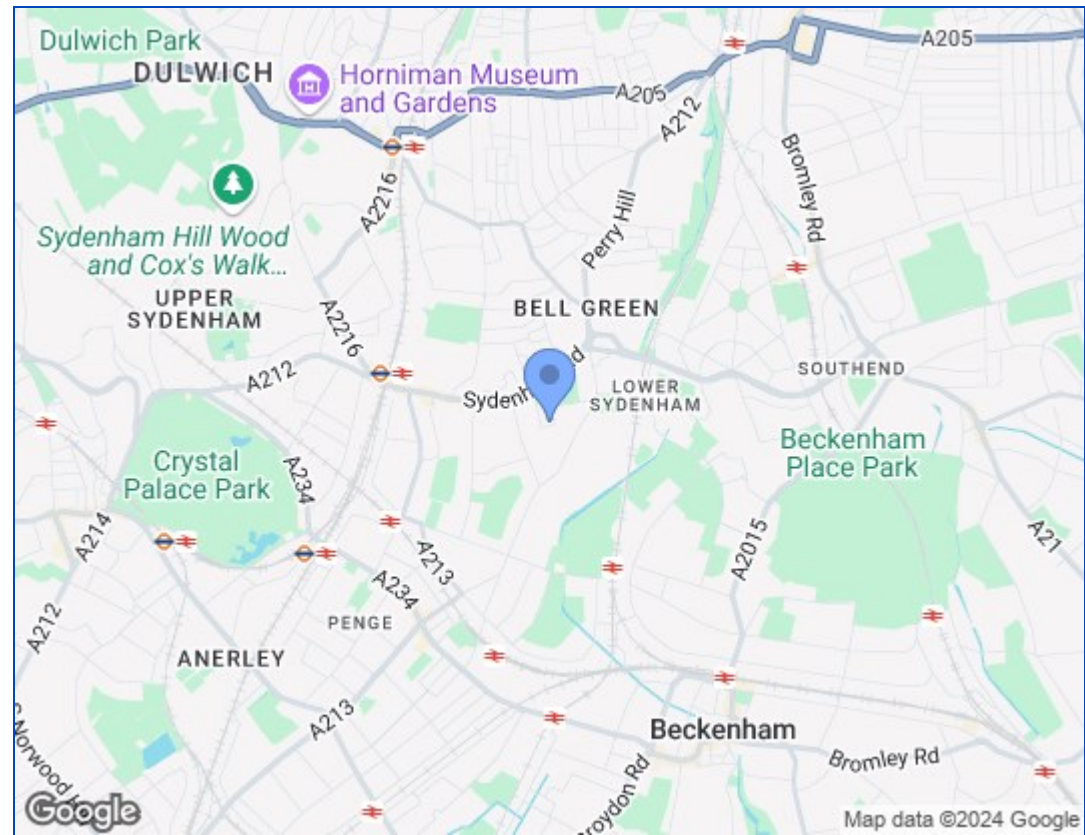 Dulwich Park
DULWICH
Horniman Museum
and Gardens
A205
A205
A212
A2216
Bromley Rd
Perry Hill
Sydenham Hill Wood
and Cox's Walk...
UPPER
SYDENHAM
A2216
BELL GREEN
A212
SOUTHEND
LOWER
SYDENHAM
Crystal
Palace Park
A234
Beckenham
Place Park
A214
A213
A2015
A21
A234
A212
PENGE
ANERLEY
A213
Beckenham
Bromley Rd
Google
Map data ©2024 Google